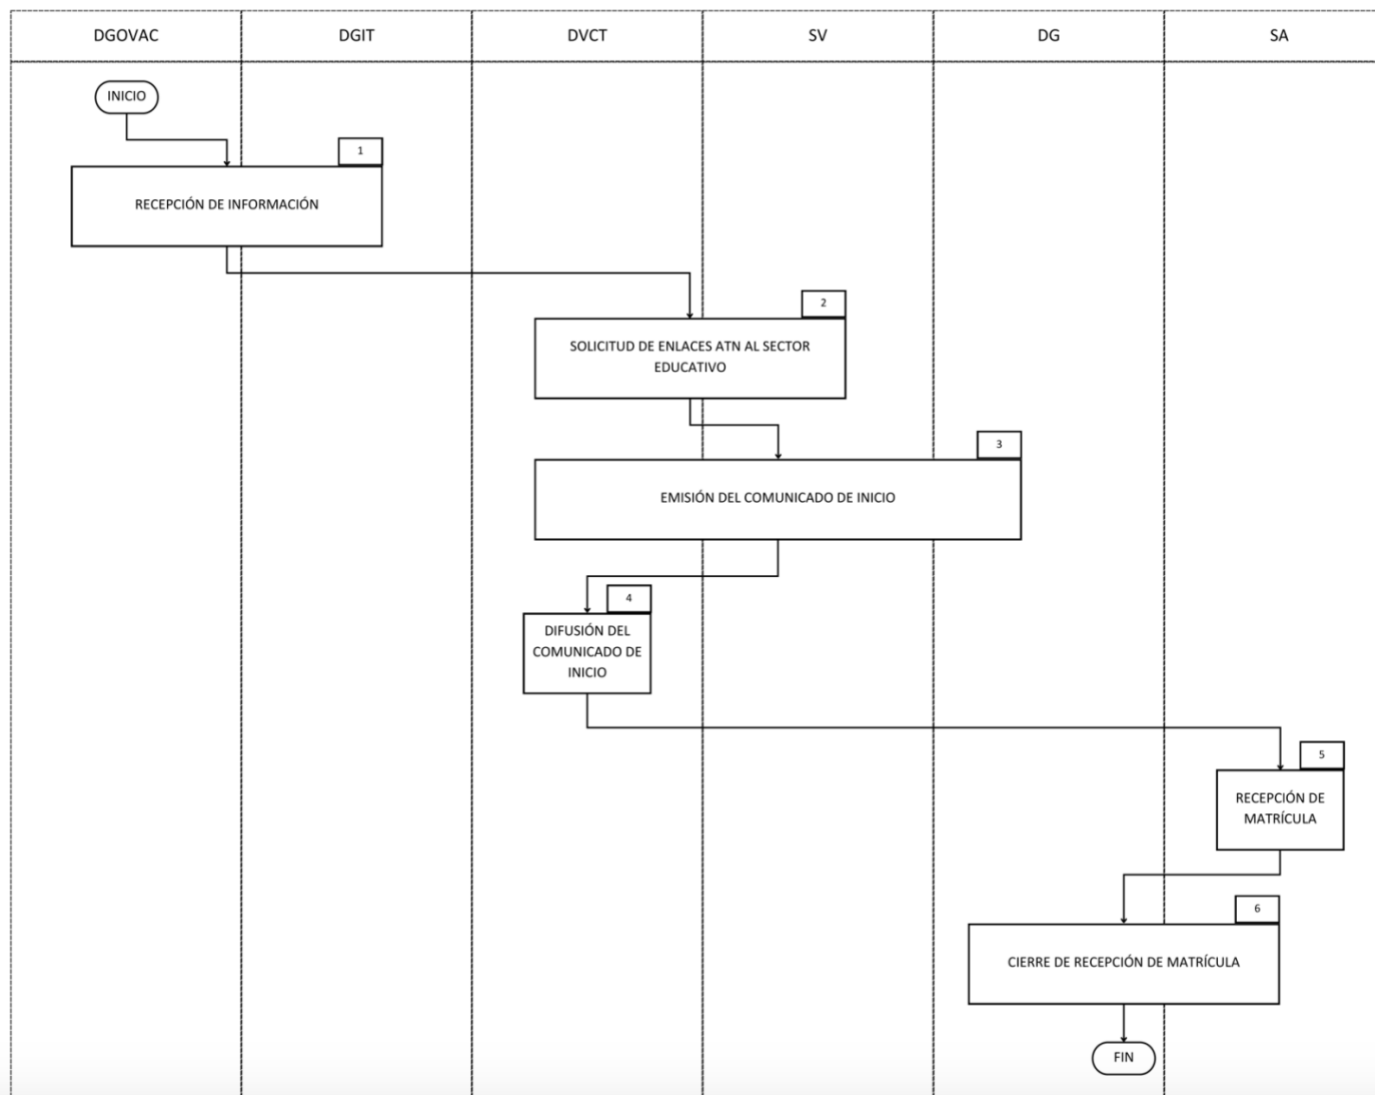 DGOVAC
DGIT
DVCT
SV
DG
SA
INICIO
1
RECEPCIÓN DE INFORMACIÓN
2
SOLICITUD DE ENLACES ATN AL SECTOR
EDUCATIVO
3
EMISIÓN DEL COMUNICADO DE INICIO
4
DIFUSIÓN DEL
COMUNICADO DE
INICIO
5
RECEPCIÓN DE
MATRÍCULA
6
CIERRE DE RECEPCIÓN DE MATRÍCULA
FIN